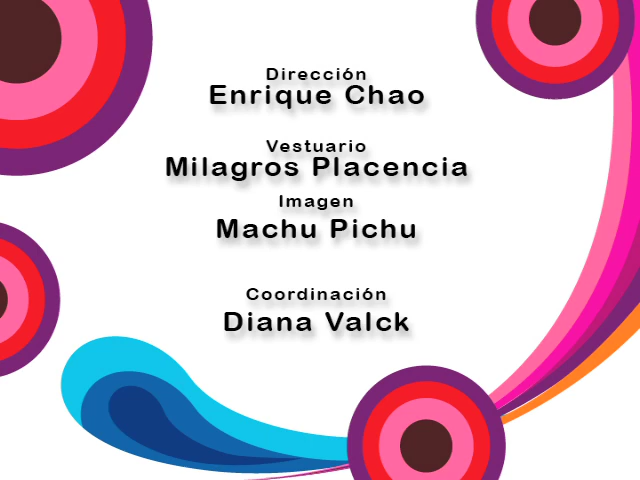 Dirección
Enrique Chao
Vestuario
Milagros Placencia
Imagen
Machu Pichu
Coordinación
Diana Valck